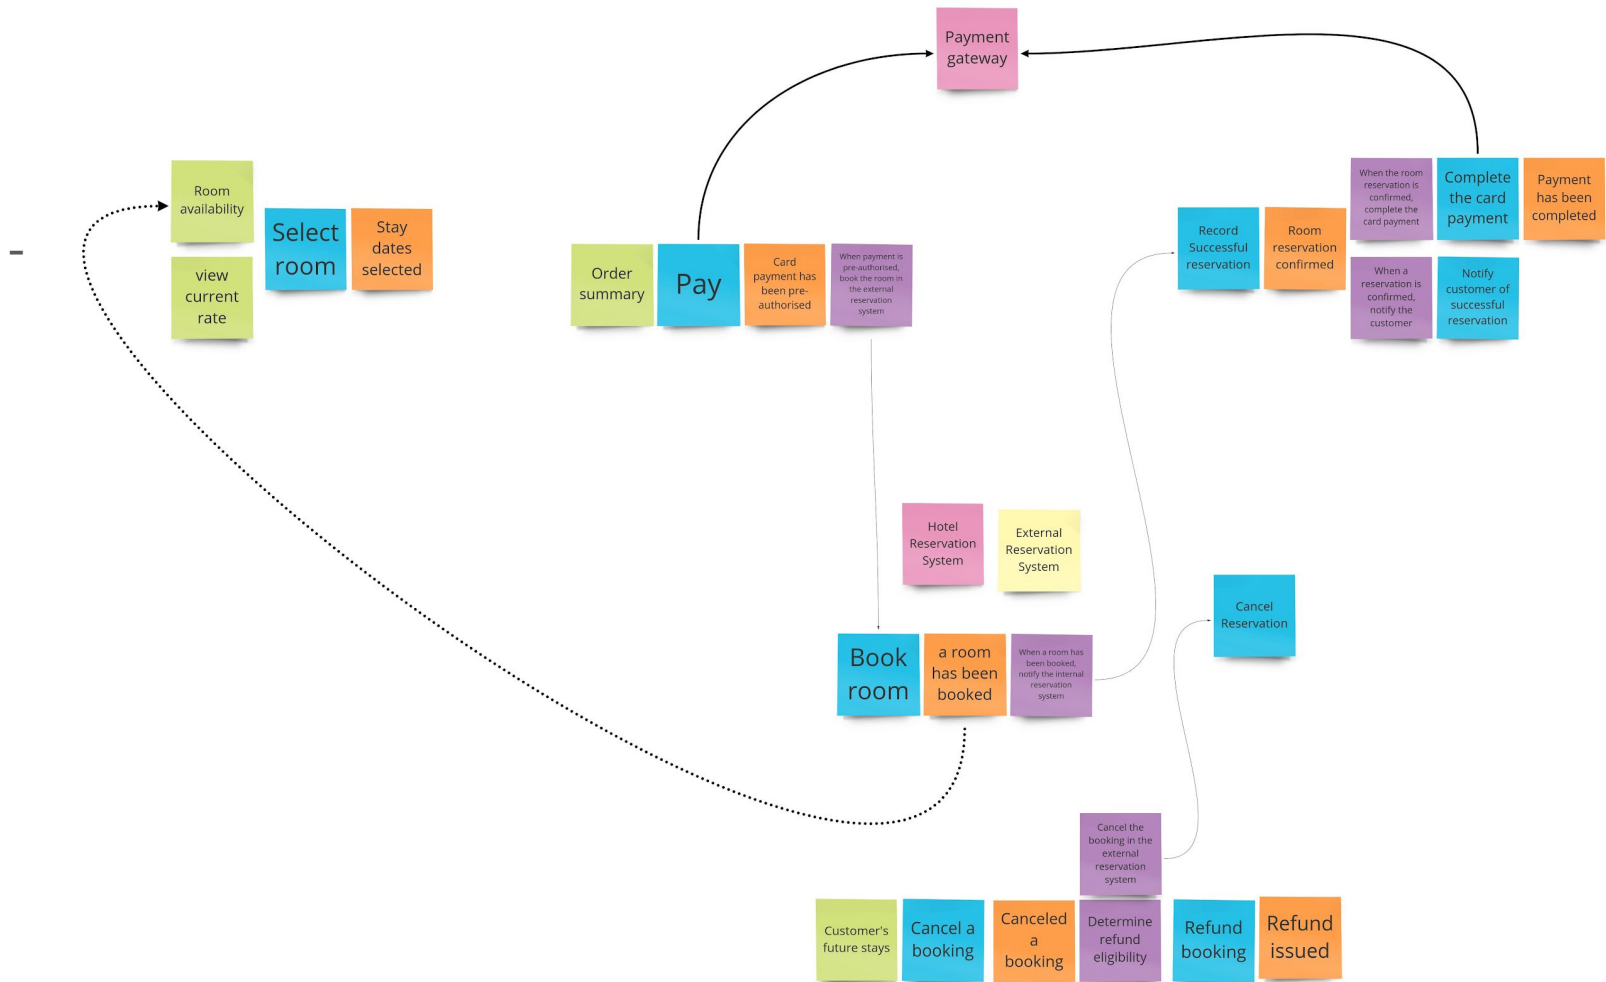 Payment
gateway
Room
availability
view
current
rate
Select
room
Stay
dates
selected
Order
summary
Pay
Card
payment has
been pre-
authorised
When payment is
pre-authorised,
book the room in
the external
reservation
system
Record
Successful
reservation
Room
reservation
confirmed
When the room
reservation is
confirmed,
complete the
card payment
Complete
the card
payment
Payment
has been
completed
When a
reservation is
confirmed,
notify the
customer
Notify
customer of
successful
reservation
Hotel
Reservation
System
External
Reservation
System
Book
room
a room
has been
booked
When a room has
been booked,
notify the internal
reservation
system
Cancel
Reservation
Cancel the
booking in the
external
reservation
system
Customer's
future stays
Cancel a
booking
Canceled
a
booking
Determine
refund
eligibility
Refund
booking
Refund
issued